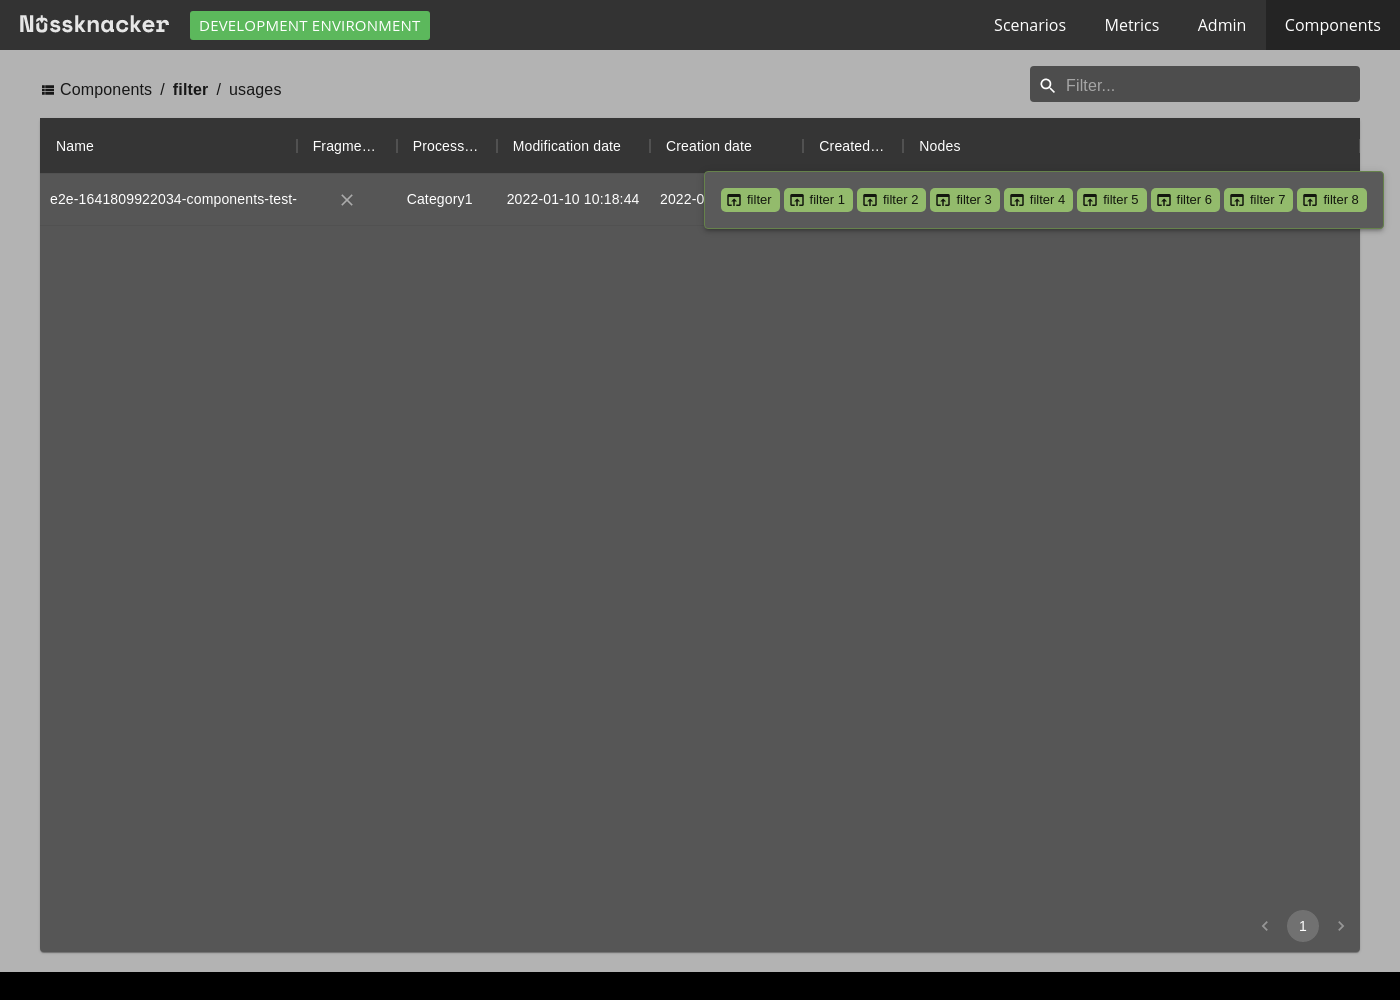 Nussknacker DEVELOPMENT ENVIRONMENT Scenarios Metrics Admin Components
Components / filter / usages Filter...
Name Fragme… Process… Modification date Creation date Created… Nodes
e2e-1641809922034-components-test- Category1 2022-01-10 10:18:44 2022-0 filter filter 1 filter 2 filter 3 filter 4 filter 5 filter 6 filter 7 filter 8
1